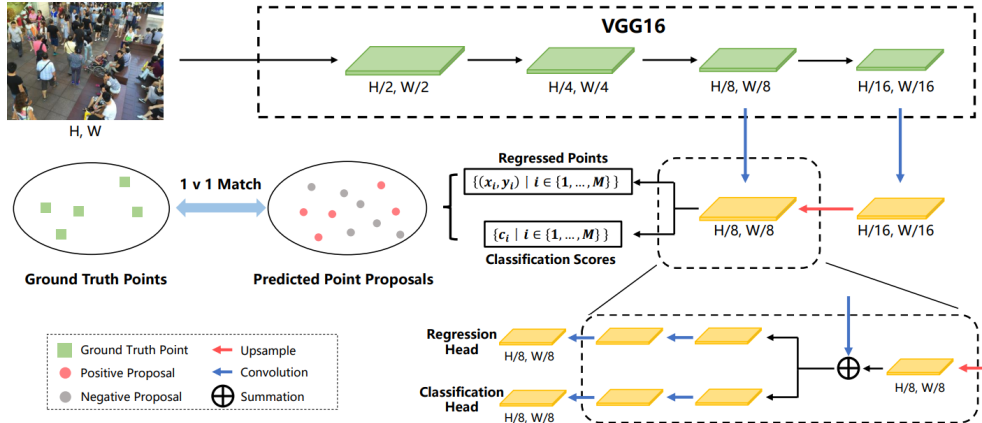 VGG16
H/2, W/2
H/4, W/4
H/8, W/8
H/16, W/16
H, W
Regressed Points
{(xᵢ, yᵢ) | i ∈ {1, …, M} }
1 v 1 Match
H/8, W/8
H/16, W/16
{cᵢ | i ∈ {1, …, M} }
Classification Scores
Ground Truth Points
Predicted Point Proposals
Regression
Head
H/8, W/8
Ground Truth Point
Upsample
Positive Proposal
Convolution
Negative Proposal
Summation
H/8, W/8
Classification
Head
H/8, W/8